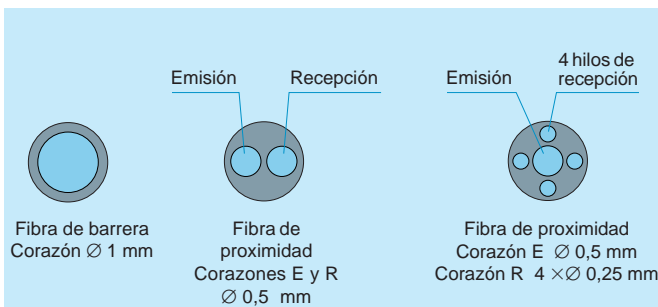 Emisión
Recepción
Emisión
4 hilos de
recepción
Fibra de barrera
Corazón ∅ 1 mm
Fibra de
proximidad
Corazones E y R
∅ 0,5 mm
Fibra de proximidad
Corazón E ∅ 0,5 mm
Corazón R 4 ×∅ 0,25 mm